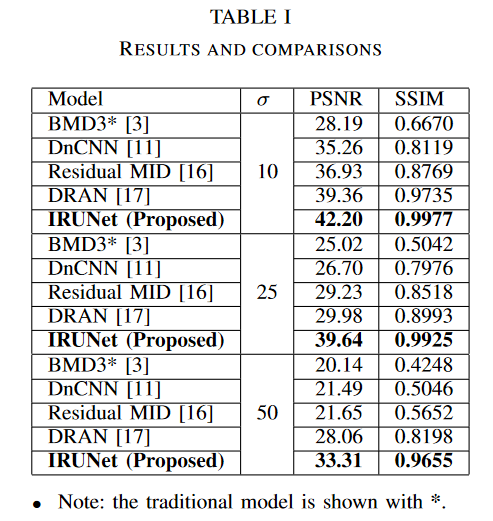 TABLE I
RESULTS AND COMPARISONS
Model σ PSNR SSIM
BMD3* [3] 28.19 0.6670
DnCNN [11] 35.26 0.8119
Residual MID [16] 10 36.93 0.8769
DRAN [17] 39.36 0.9735
IRUNet (Proposed) 42.20 0.9977
BMD3* [3] 25.02 0.5042
DnCNN [11] 26.70 0.7976
Residual MID [16] 25 29.23 0.8518
DRAN [17] 29.98 0.8993
IRUNet (Proposed) 39.64 0.9925
BMD3* [3] 20.14 0.4248
DnCNN [11] 21.49 0.5046
Residual MID [16] 50 21.65 0.5652
DRAN [17] 28.06 0.8198
IRUNet (Proposed) 33.31 0.9655
• Note: the traditional model is shown with *.